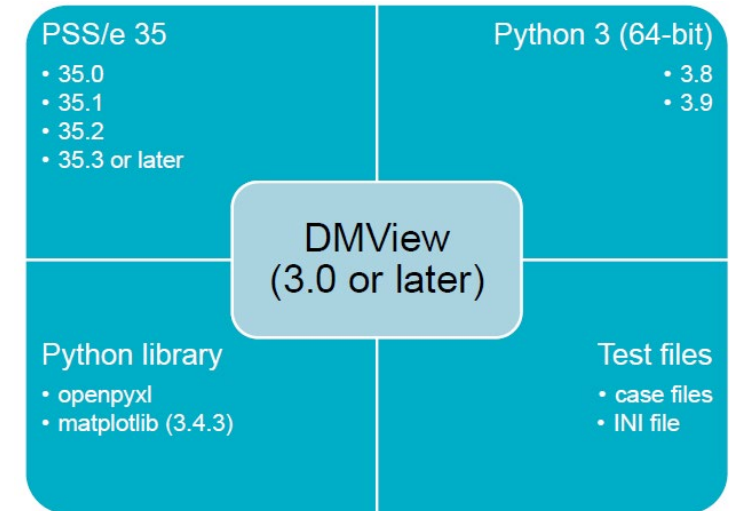 PSS/e 35
• 35.0
• 35.1
• 35.2
• 35.3 or later
Python 3 (64-bit)
• 3.8
• 3.9
DMView
(3.0 or later)
Python library
• openpyxl
• matplotlib (3.4.3)
Test files
• case files
• INI file